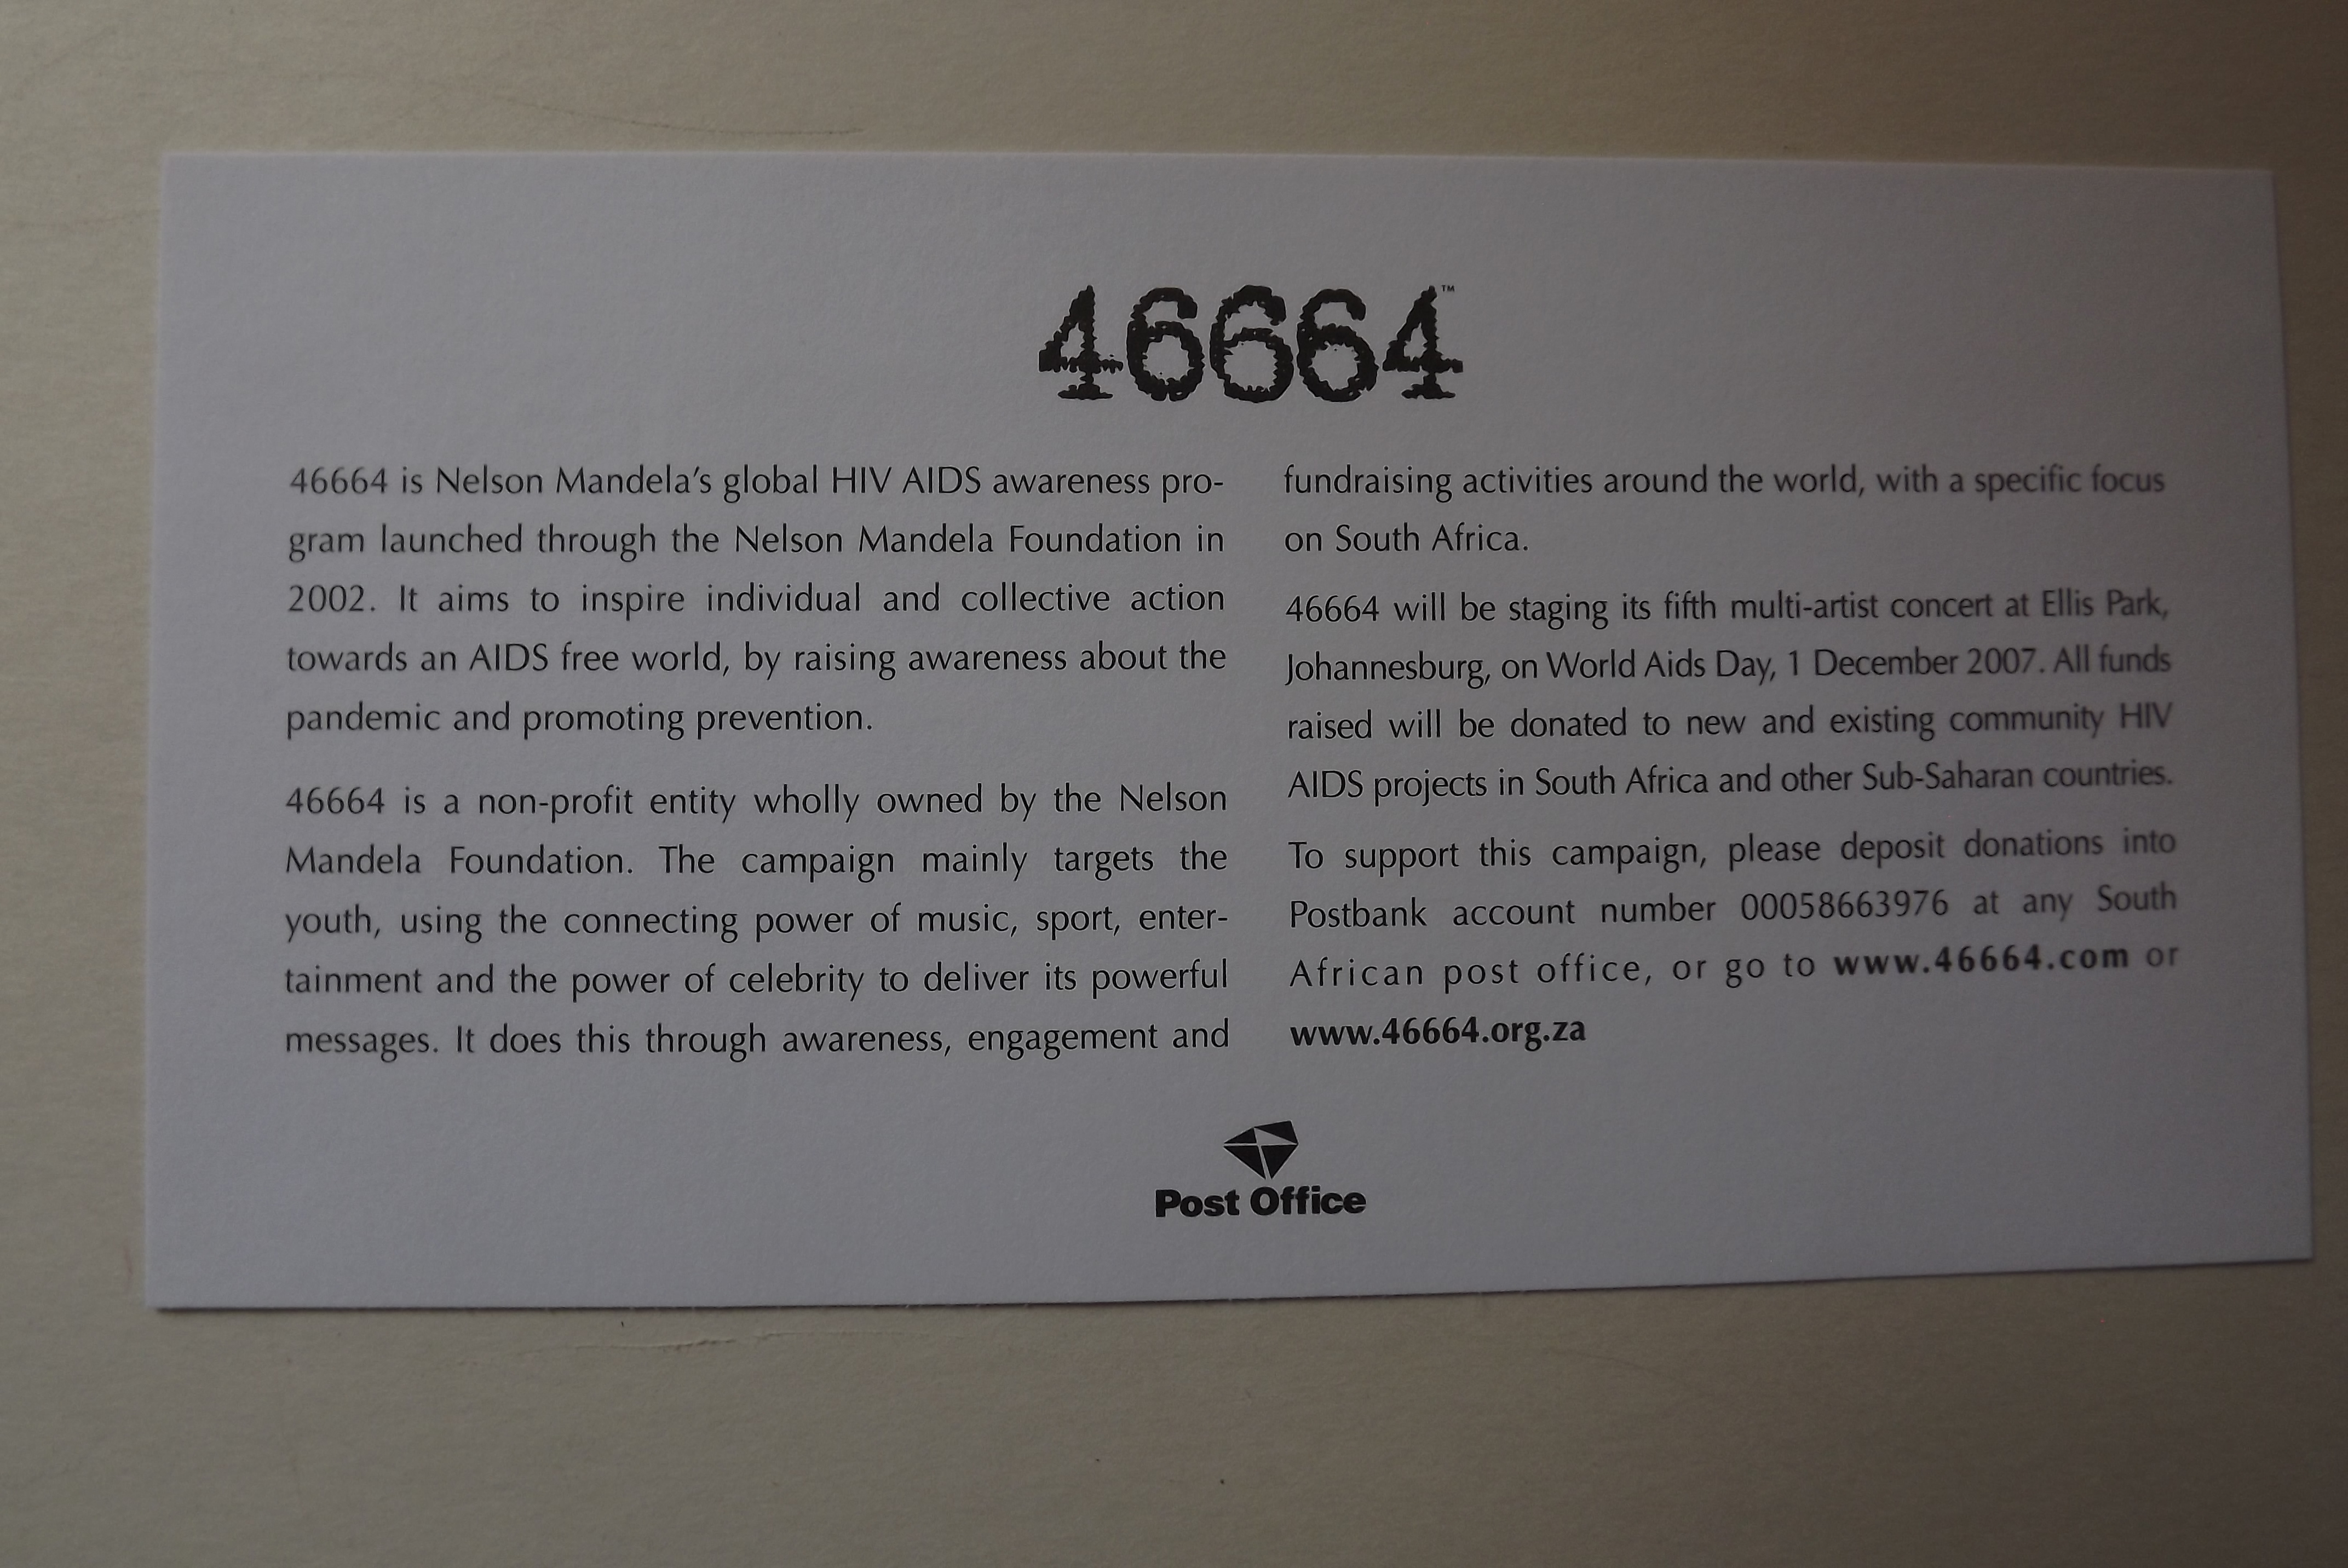 46664™
46664 is Nelson Mandela's global HIV AIDS awareness pro-
gram launched through the Nelson Mandela Foundation in
2002. It aims to inspire individual and collective action
towards an AIDS free world, by raising awareness about the
pandemic and promoting prevention.
46664 is a non-profit entity wholly owned by the Nelson
Mandela Foundation. The campaign mainly targets the
youth, using the connecting power of music, sport, enter-
tainment and the power of celebrity to deliver its powerful
messages. It does this through awareness, engagement and
fundraising activities around the world, with a specific focus
on South Africa.
46664 will be staging its fifth multi-artist concert at Ellis Park,
Johannesburg, on World Aids Day, 1 December 2007. All funds
raised will be donated to new and existing community HIV
AIDS projects in South Africa and other Sub-Saharan countries.
To support this campaign, please deposit donations into
Postbank account number 00058663976 at any South
African post office, or go to www.46664.com or
www.46664.org.za
Post Office